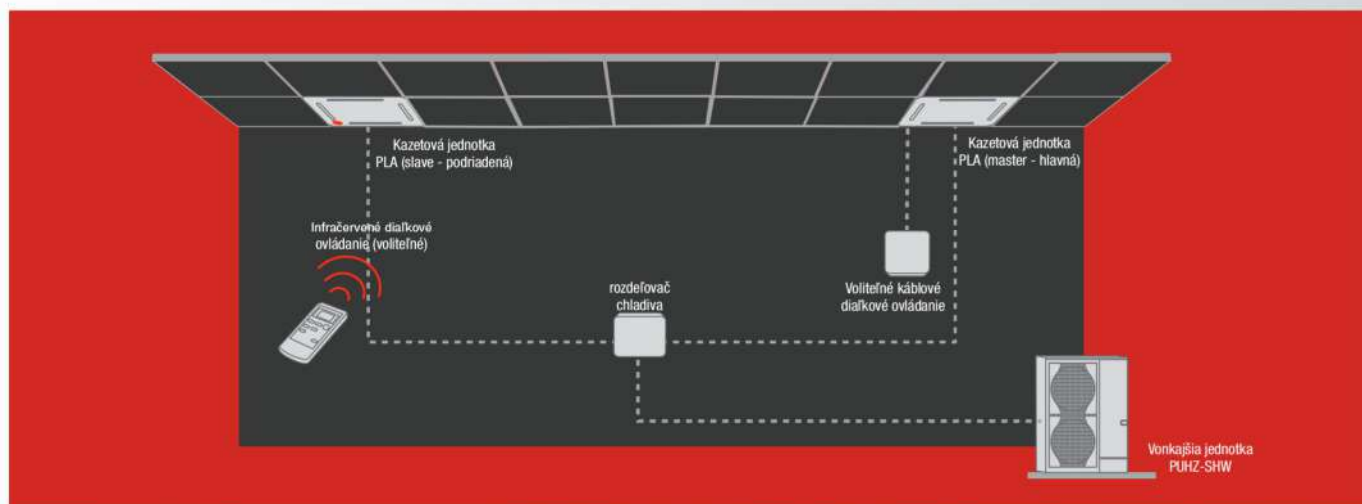 Kazetová jednotka
PLA (slave - podriadená)
Kazetová jednotka
PLA (master - hlavná)
Infračervené diaľkové
ovládanie (voliteľné)
rozdeľovač
chladiva
Voliteľné káblové
diaľkové ovládanie
Vonkajšia jednotka
PUHZ-SHW